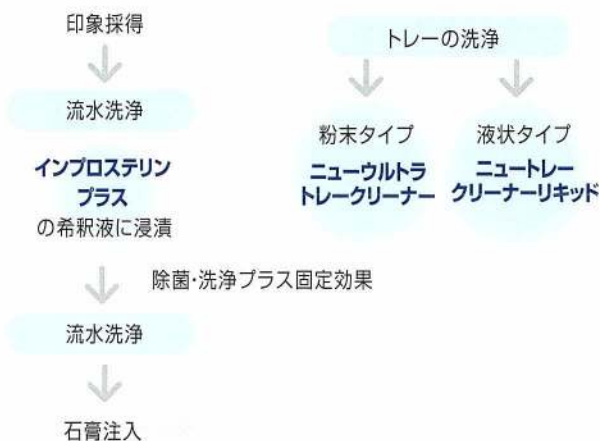 印象採得
流水洗浄
インプロステリン
プラス
の希釈液に浸漬
除菌・洗浄プラス固定効果
流水洗浄
石膏注入
トレーの洗浄
粉末タイプ
ニューウルトラ
トレークリーナー
液状タイプ
ニュートレー
クリーナーリキッド